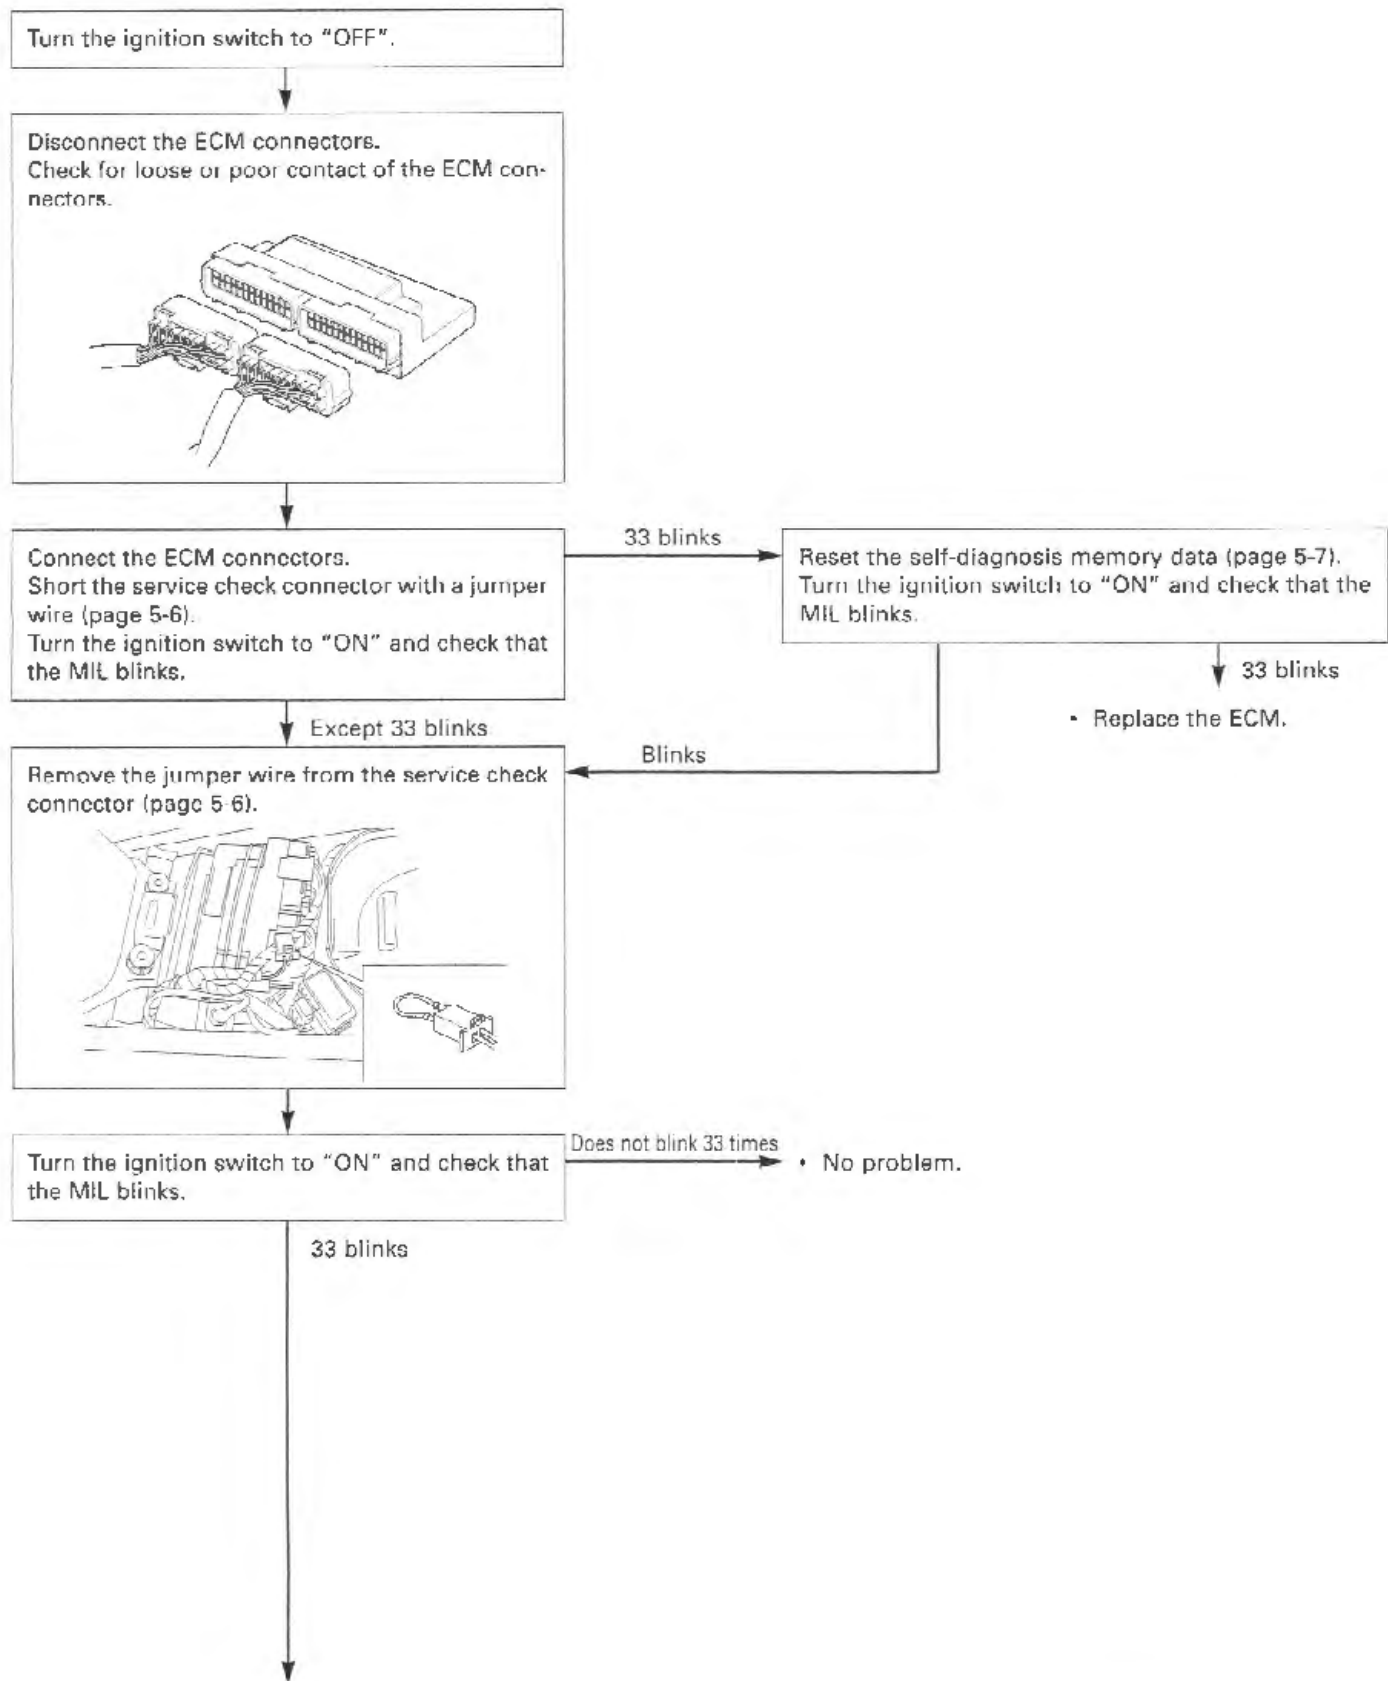 Turn the ignition switch to "OFF".
Disconnect the ECM connectors.
Check for loose or poor contact of the ECM con-
nectors.
Connect the ECM connectors.
Short the service check connector with a jumper
wire (page 5-6).
Turn the ignition switch to "ON" and check that
the MIL blinks.
33 blinks
Reset the self-diagnosis memory data (page 5-7).
Turn the ignition switch to "ON" and check that the
MIL blinks.
33 blinks
• Replace the ECM.
Except 33 blinks
Blinks
Remove the jumper wire from the service check
connector (page 5-6).
Turn the ignition switch to "ON" and check that
the MIL blinks.
Does not blink 33 times
• No problem.
33 blinks